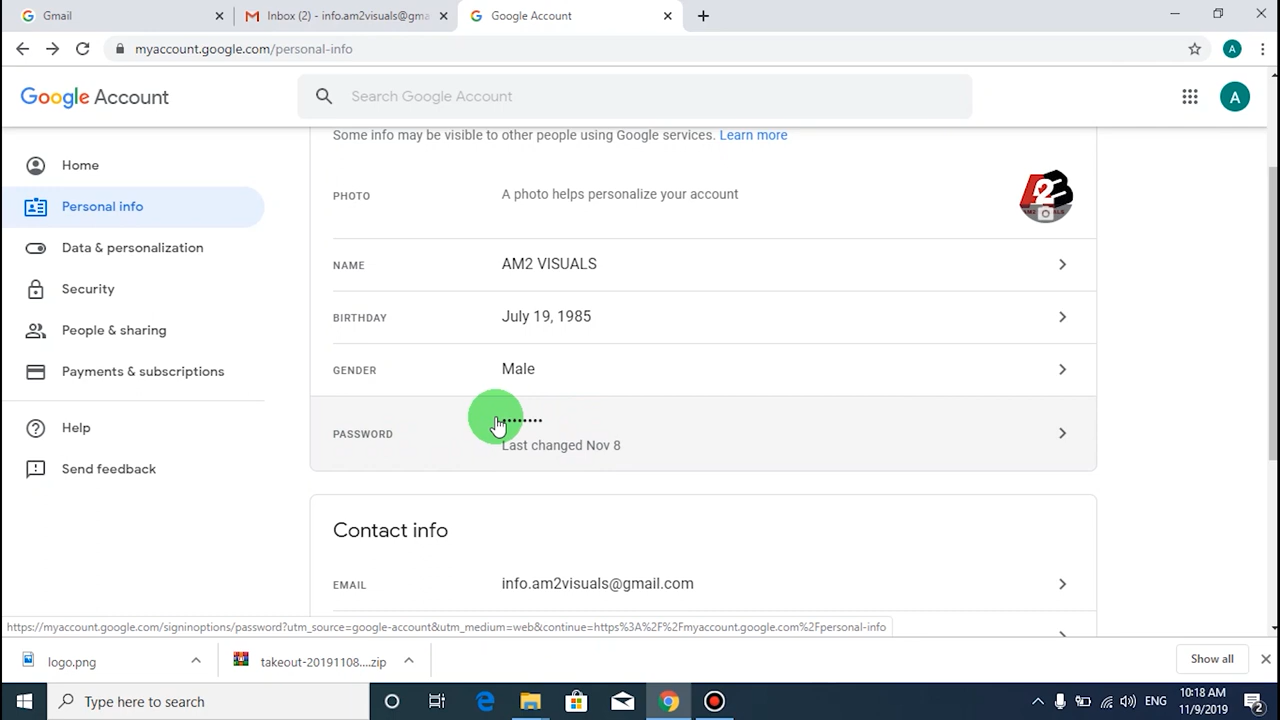 Gmail
Inbox (2) - info.am2visuals@gma
Google Account
myaccount.google.com/personal-info
A
Google Account
Search Google Account
A
Some info may be visible to other people using Google services. Learn more
Home
Personal info
Data & personalization
Security
People & sharing
Payments & subscriptions
Help
Send feedback
PHOTO
A photo helps personalize your account
AM2 VISUALS
NAME
AM2 VISUALS
BIRTHDAY
July 19, 1985
GENDER
Male
PASSWORD
••••••••
Last changed Nov 8
Contact info
EMAIL
info.am2visuals@gmail.com
https://myaccount.google.com/signinoptions/password?utm_source=google-account&utm_medium=web&continue=https%3A%2F%2Fmyaccount.google.com%2Fpersonal-info
logo.png
takeout-20191108....zip
Show all
Type here to search
ENG
10:18 AM
11/9/2019
2